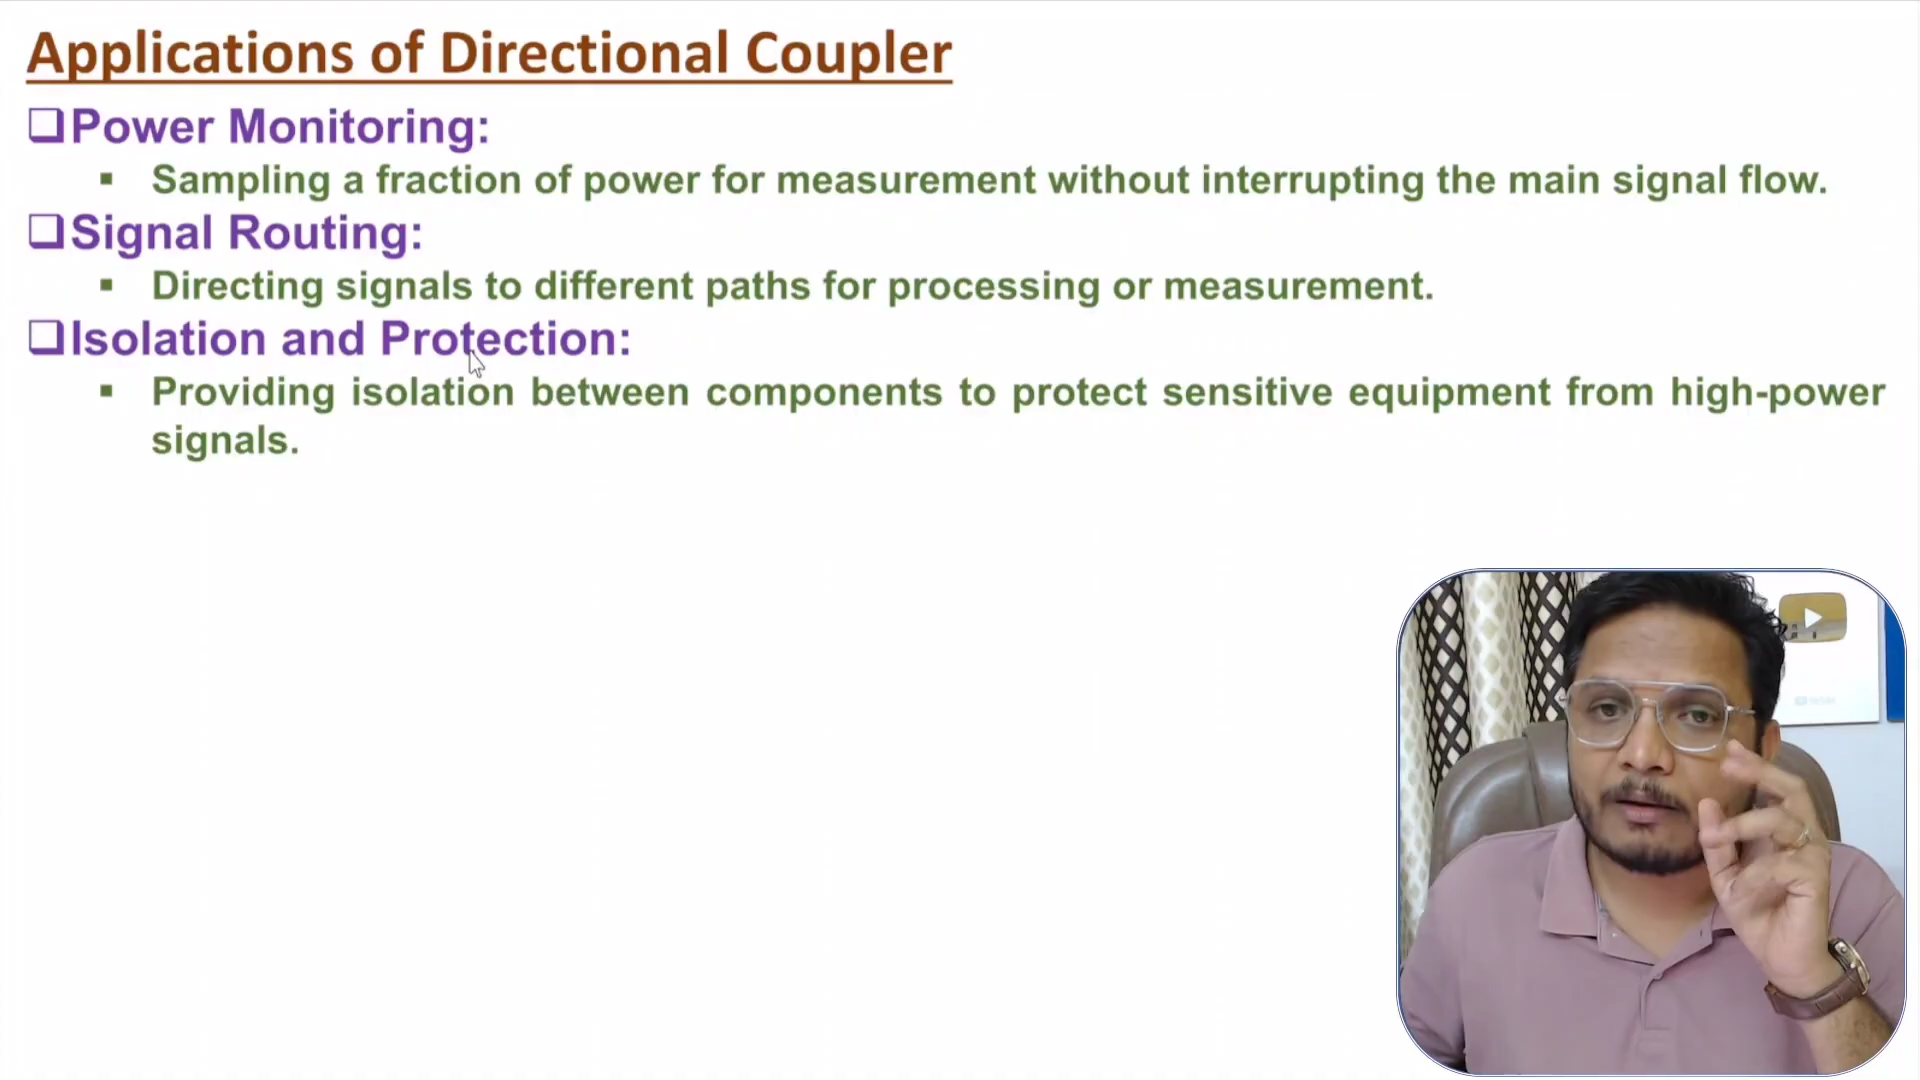 Applications of Directional Coupler
❑Power Monitoring:
▪ Sampling a fraction of power for measurement without interrupting the main signal flow.
❑Signal Routing:
▪ Directing signals to different paths for processing or measurement.
❑Isolation and Protection:
▪ Providing isolation between components to protect sensitive equipment from high-power
signals.